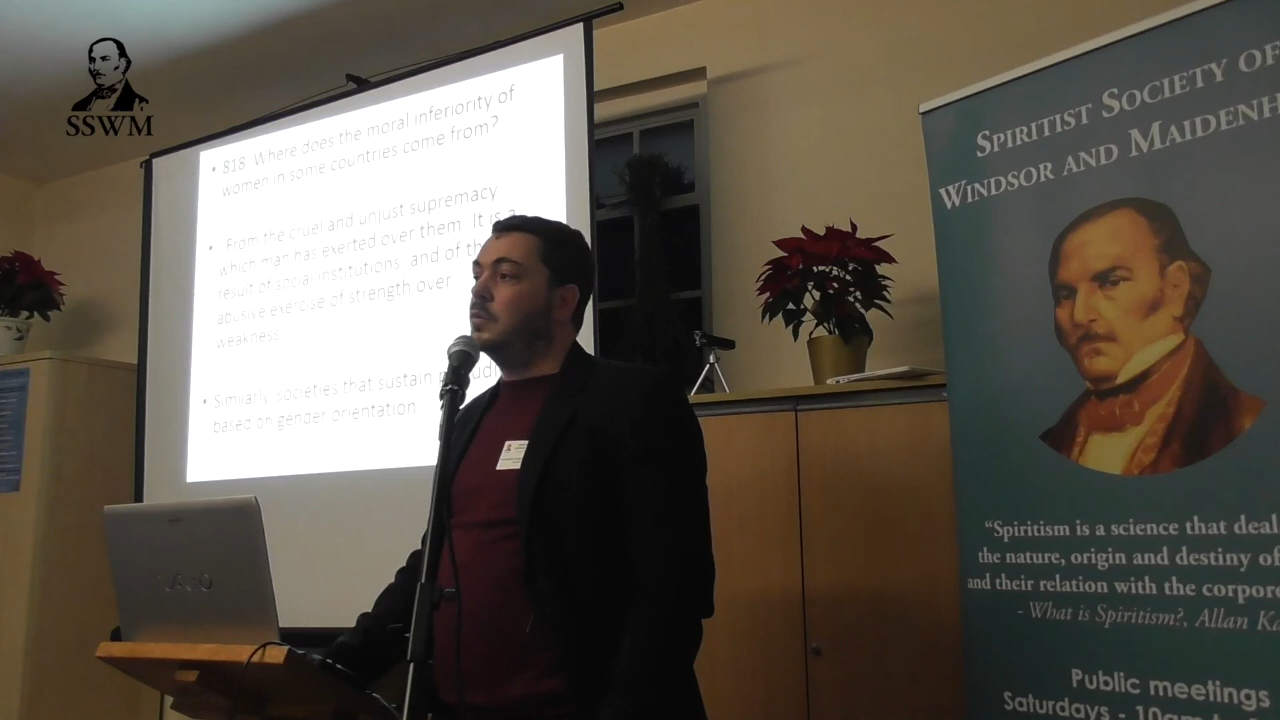 SSWM
• 818. Where does the moral inferiority of
women in some countries come from?
• From the cruel and unjust supremacy
which man has exerted over them. It is a
result of social institutions, and of
abusive exercise of strength over
weakness.
• Similarly, societies that sustain
based on gender orientation
VAIO
SPIRITIST SOCIETY OF
WINDSOR AND MAIDENH
“Spiritism is a science that deal
the nature, origin and destiny of
and their relation with the corpor
- What is Spiritism?, Allan Ka
Public meetings
Saturdays - 10am